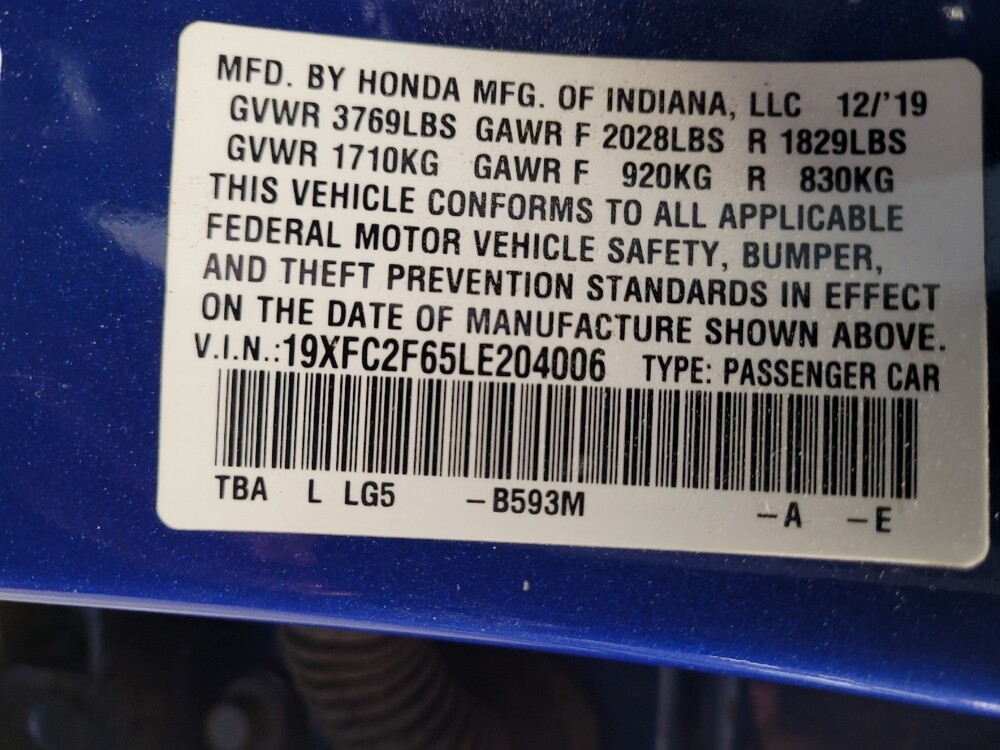 MFD. BY HONDA MFG. OF INDIANA, LLC 12/'19
GVWR 3769LBS GAWR F 2028LBS R 1829LBS
GVWR 1710KG GAWR F 920KG R 830KG
THIS VEHICLE CONFORMS TO ALL APPLICABLE
FEDERAL MOTOR VEHICLE SAFETY, BUMPER,
AND THEFT PREVENTION STANDARDS IN EFFECT
ON THE DATE OF MANUFACTURE SHOWN ABOVE.
V.I.N.:19XFC2F65LE204006 TYPE: PASSENGER CAR
TBA L LG5 -B593M -A -E